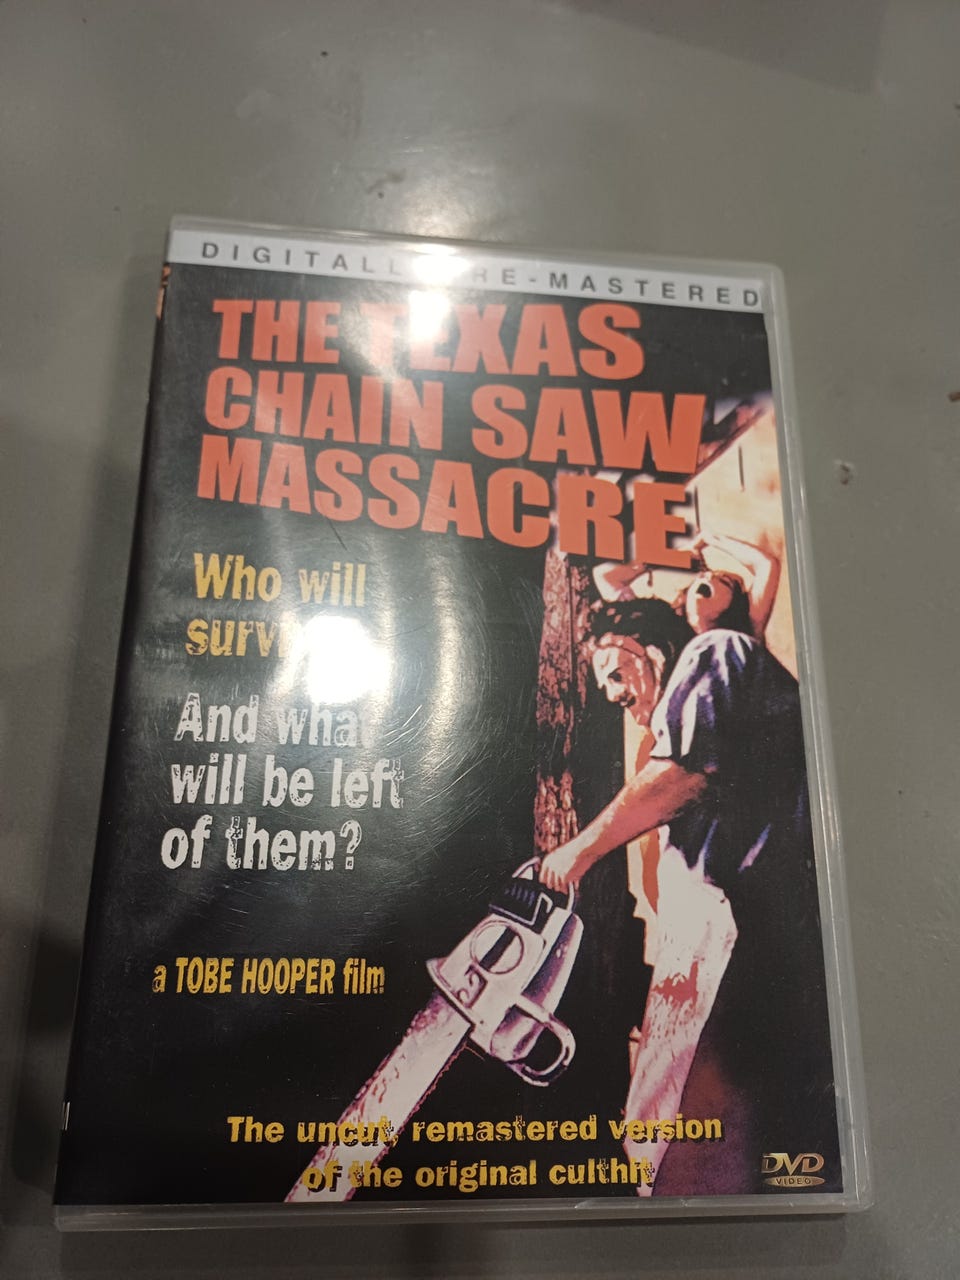 RE-MASTERED
THE TEXAS
CHAIN SAW
MASSACRE
Who will
And what
will be left
of them?
a TOBE HOOPER film
The uncut, remastered version
of the original culthit
DVD
VIDEO